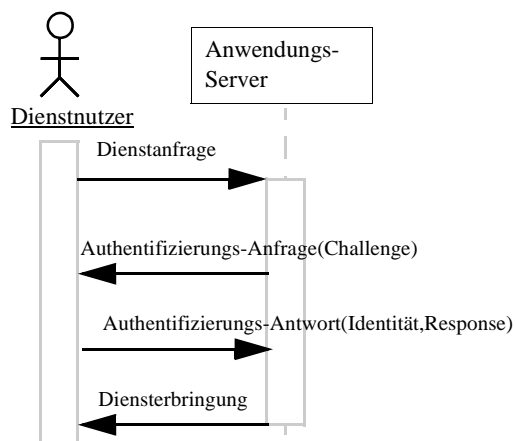 Anwendungs-
Server
Dienstnutzer
Dienstanfrage
Authentifizierungs-Anfrage(Challenge)
Authentifizierungs-Antwort(Identität,Response)
Diensterbringung